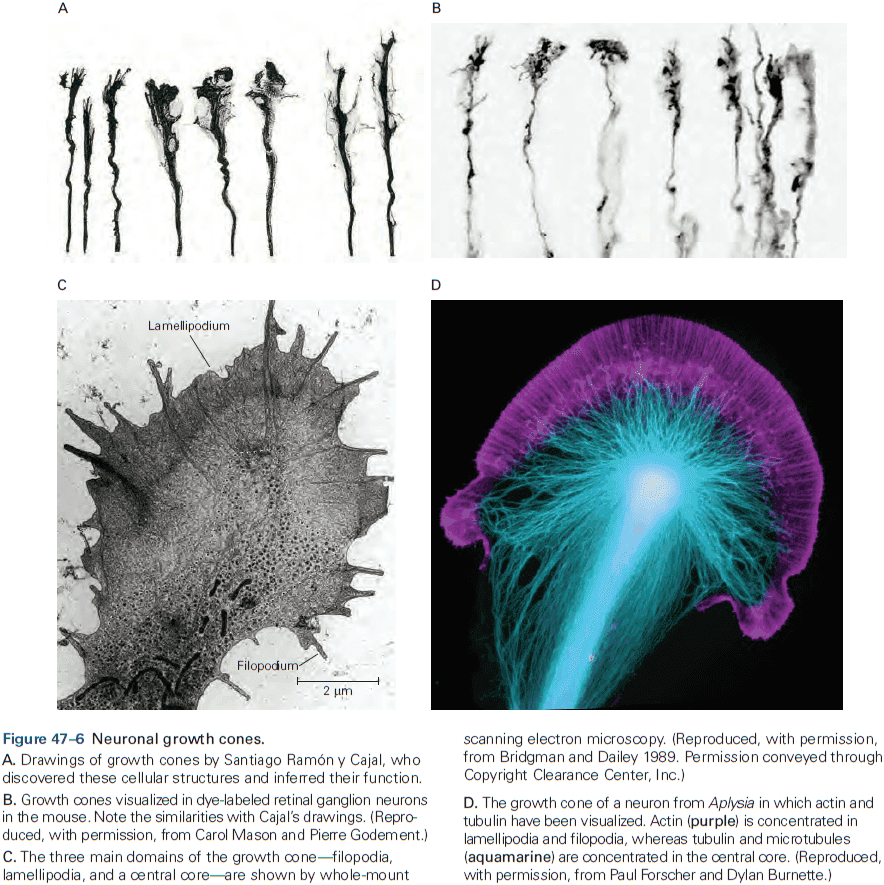 A
B
C
D
Lamellipodium
Filopodium
2 μm
Figure 47–6 Neuronal growth cones.
A. Drawings of growth cones by Santiago Ramón y Cajal, who
discovered these cellular structures and inferred their function.
B. Growth cones visualized in dye-labeled retinal ganglion neurons
in the mouse. Note the similarities with Cajal's drawings. (Repro-
duced, with permission, from Carol Mason and Pierre Godement.)
C. The three main domains of the growth cone—filopodia,
lamellipodia, and a central core—are shown by whole-mount
scanning electron microscopy. (Reproduced, with permission,
from Bridgman and Dailey 1989. Permission conveyed through
Copyright Clearance Center, Inc.)
D. The growth cone of a neuron from Aplysia in which actin and
tubulin have been visualized. Actin (purple) is concentrated in
lamellipodia and filopodia, whereas tubulin and microtubules
(aquamarine) are concentrated in the central core. (Reproduced,
with permission, from Paul Forscher and Dylan Burnette.)